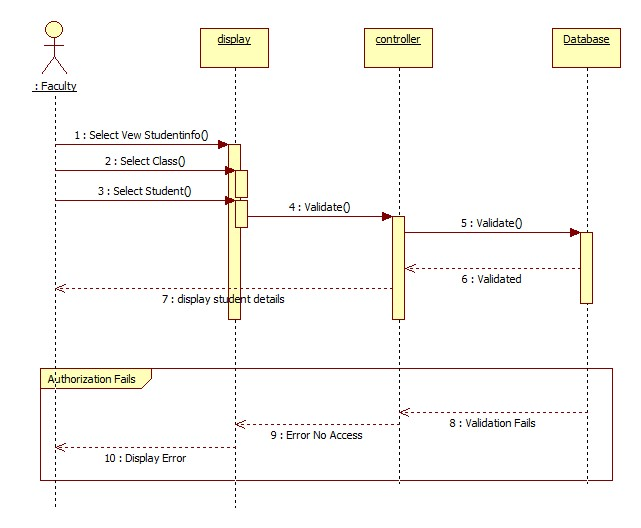 display
controller
Database
: Faculty
1 : Select Vew Studentinfo()
2 : Select Class()
3 : Select Student()
4 : Validate()
5 : Validate()
6 : Validated
7 : display student details
Authorization Fails
8 : Validation Fails
9 : Error No Access
10 : Display Error